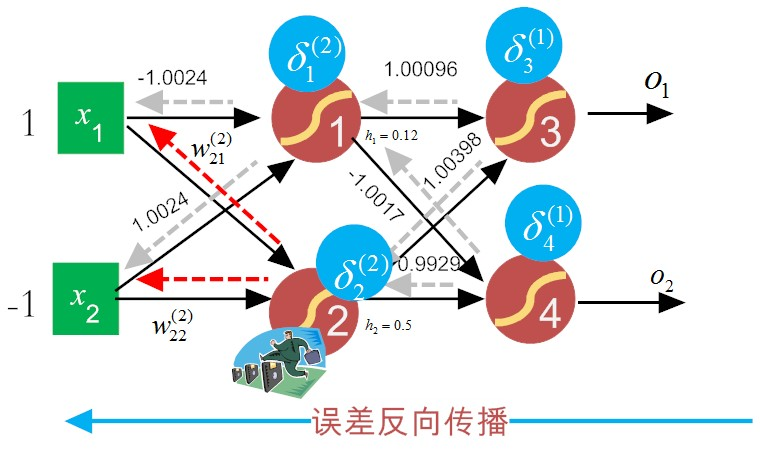 δ₁⁽²⁾
δ₃⁽¹⁾
-1.0024
1.00096
o₁
1
x₁
1
h₁ = 0.12
3
w₂₁⁽²⁾
1.00398
-1.0017
1.0024
δ₄⁽¹⁾
δ₂⁽²⁾
0.9929
o₂
-1
x₂
2
4
w₂₂⁽²⁾
h₂ = 0.5
误差反向传播